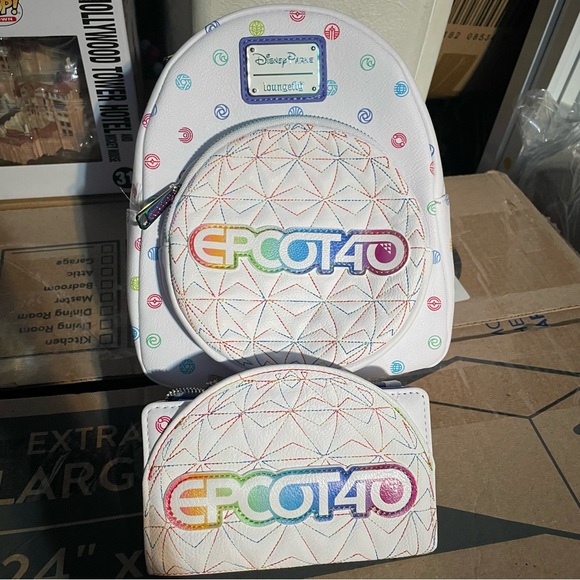 POP!
HOLLYWOOD TOWER HOTEL
Disney Parks
Loungefly
EPCOT40
Garage
Attic
Bedroom
Master
Dining Room
Living Room
Kitchen
EPCOT40
EXTRA
LARG
24" x